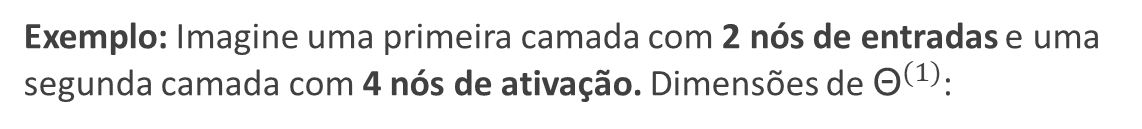 Exemplo: Imagine uma primeira camada com 2 nós de entradas e uma
segunda camada com 4 nós de ativação. Dimensões de Θ⁽¹⁾: